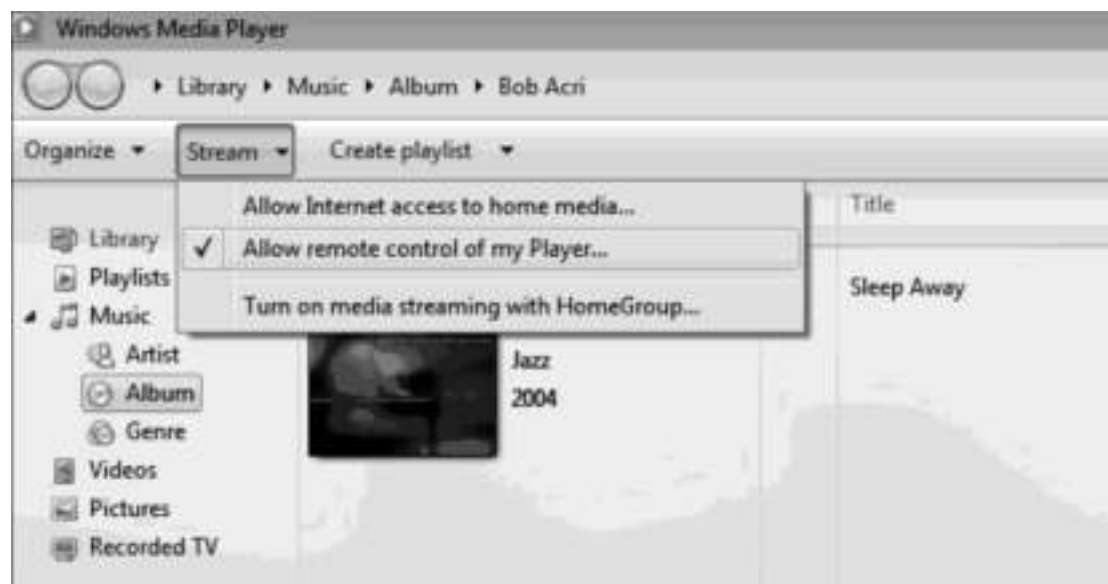 Windows Media Player
Library Music Album Bob Acri
Organize Stream Create playlist
Allow Internet access to home media...
Allow remote control of my Player...
Turn on media streaming with HomeGroup...
Title
Sleep Away
Library
Playlists
Music
Artist
Album
Genre
Videos
Pictures
Recorded TV
Jazz
2004